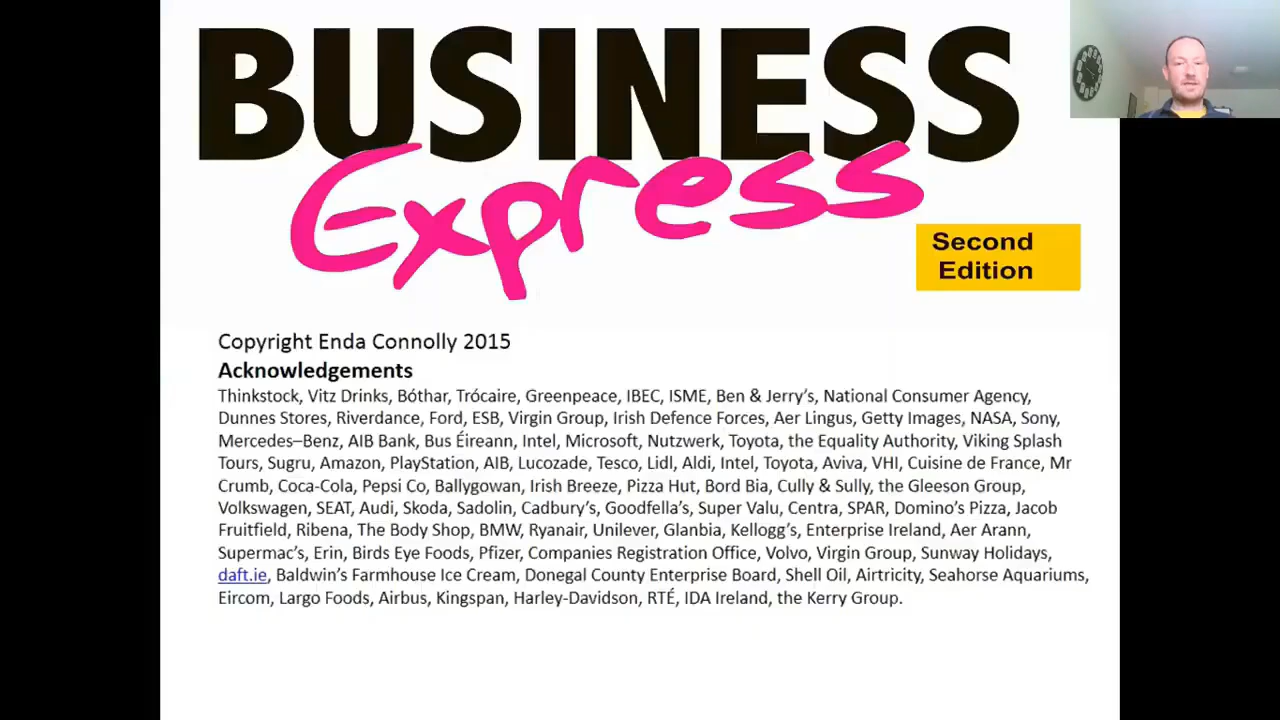 BUSINESS
Express
Second
Edition
Copyright Enda Connolly 2015
Acknowledgements
Thinkstock, Vitz Drinks, Bóthar, Trócaire, Greenpeace, IBEC, ISME, Ben & Jerry's, National Consumer Agency,
Dunnes Stores, Riverdance, Ford, ESB, Virgin Group, Irish Defence Forces, Aer Lingus, Getty Images, NASA, Sony,
Mercedes–Benz, AIB Bank, Bus Éireann, Intel, Microsoft, Nutzwerk, Toyota, the Equality Authority, Viking Splash
Tours, Sugru, Amazon, PlayStation, AIB, Lucozade, Tesco, Lidl, Aldi, Intel, Toyota, Aviva, VHI, Cuisine de France, Mr
Crumb, Coca-Cola, Pepsi Co, Ballygowan, Irish Breeze, Pizza Hut, Bord Bia, Cully & Sully, the Gleeson Group,
Volkswagen, SEAT, Audi, Skoda, Sadolin, Cadbury's, Goodfella's, Super Valu, Centra, SPAR, Domino's Pizza, Jacob
Fruitfield, Ribena, The Body Shop, BMW, Ryanair, Unilever, Glanbia, Kellogg's, Enterprise Ireland, Aer Arann,
Supermac's, Erin, Birds Eye Foods, Pfizer, Companies Registration Office, Volvo, Virgin Group, Sunway Holidays,
daft.ie, Baldwin's Farmhouse Ice Cream, Donegal County Enterprise Board, Shell Oil, Airtricity, Seahorse Aquariums,
Eircom, Largo Foods, Airbus, Kingspan, Harley-Davidson, RTÉ, IDA Ireland, the Kerry Group.